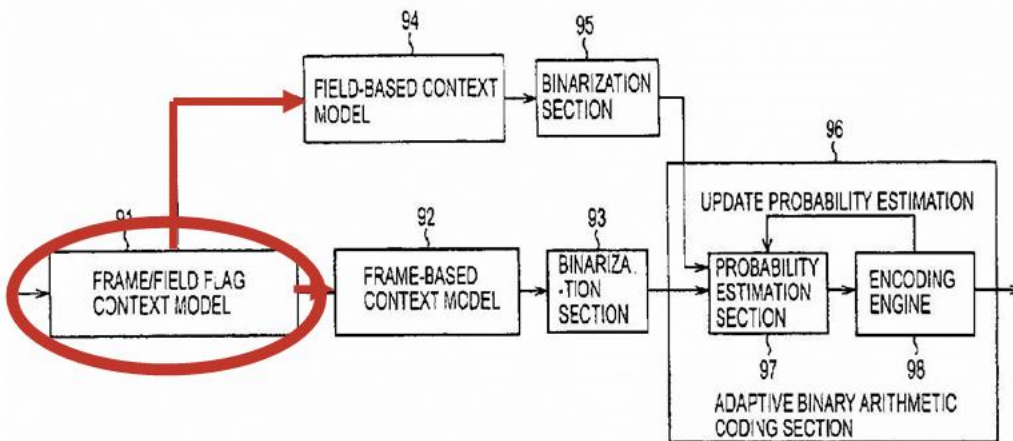 94
FIELD-BASED CONTEXT
MODEL
95
BINARIZATION
SECTION
96
UPDATE PROBABILITY ESTIMATION
91
FRAME/FIELD FLAG
CONTEXT MODEL
92
FRAME-BASED
CONTEXT MODEL
93
BINARIZA
-TION
SECTION
PROBABILITY
ESTIMATION
SECTION
97
ENCODING
ENGINE
98
ADAPTIVE BINARY ARITHMETIC
CODING SECTION